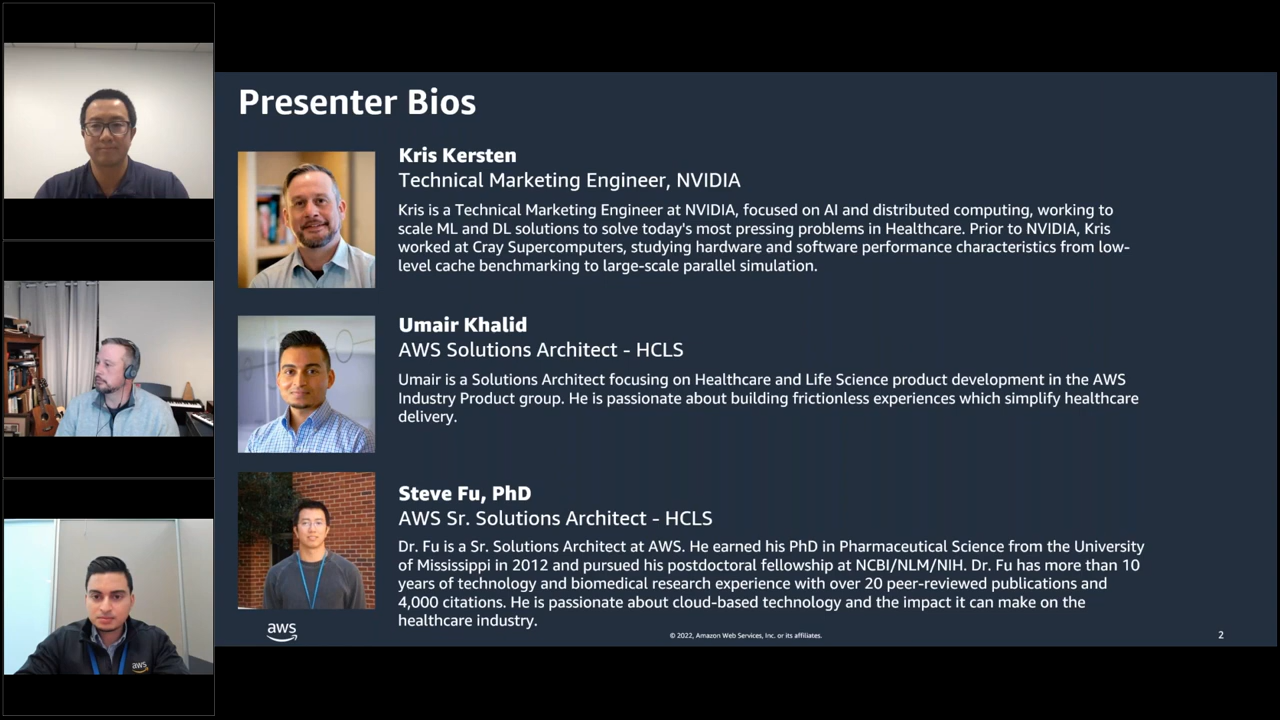 Presenter Bios
Kris Kersten
Technical Marketing Engineer, NVIDIA
Kris is a Technical Marketing Engineer at NVIDIA, focused on AI and distributed computing, working to
scale ML and DL solutions to solve today's most pressing problems in Healthcare. Prior to NVIDIA, Kris
worked at Cray Supercomputers, studying hardware and software performance characteristics from low-
level cache benchmarking to large-scale parallel simulation.
Umair Khalid
AWS Solutions Architect - HCLS
Umair is a Solutions Architect focusing on Healthcare and Life Science product development in the AWS
Industry Product group. He is passionate about building frictionless experiences which simplify healthcare
delivery.
Steve Fu, PhD
AWS Sr. Solutions Architect - HCLS
Dr. Fu is a Sr. Solutions Architect at AWS. He earned his PhD in Pharmaceutical Science from the University
of Mississippi in 2012 and pursued his postdoctoral fellowship at NCBI/NLM/NIH. Dr. Fu has more than 10
years of technology and biomedical research experience with over 20 peer-reviewed publications and
4,000 citations. He is passionate about cloud-based technology and the impact it can make on the
healthcare industry.
aws
© 2022, Amazon Web Services, Inc. or its affiliates.
2
aws